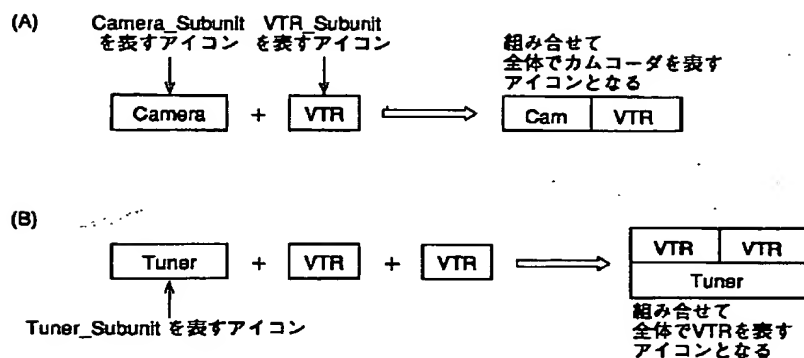 (A)
Camera_Subunit
を表すアイコン
VTR_Subunit
を表すアイコン
組み合せて
全体でカムコーダを表す
アイコンとなる
Camera + VTR
Cam VTR
(B)
Tuner + VTR + VTR
VTR VTR
Tuner
Tuner_Subunit を表すアイコン
組み合せて
全体でVTRを表す
アイコンとなる